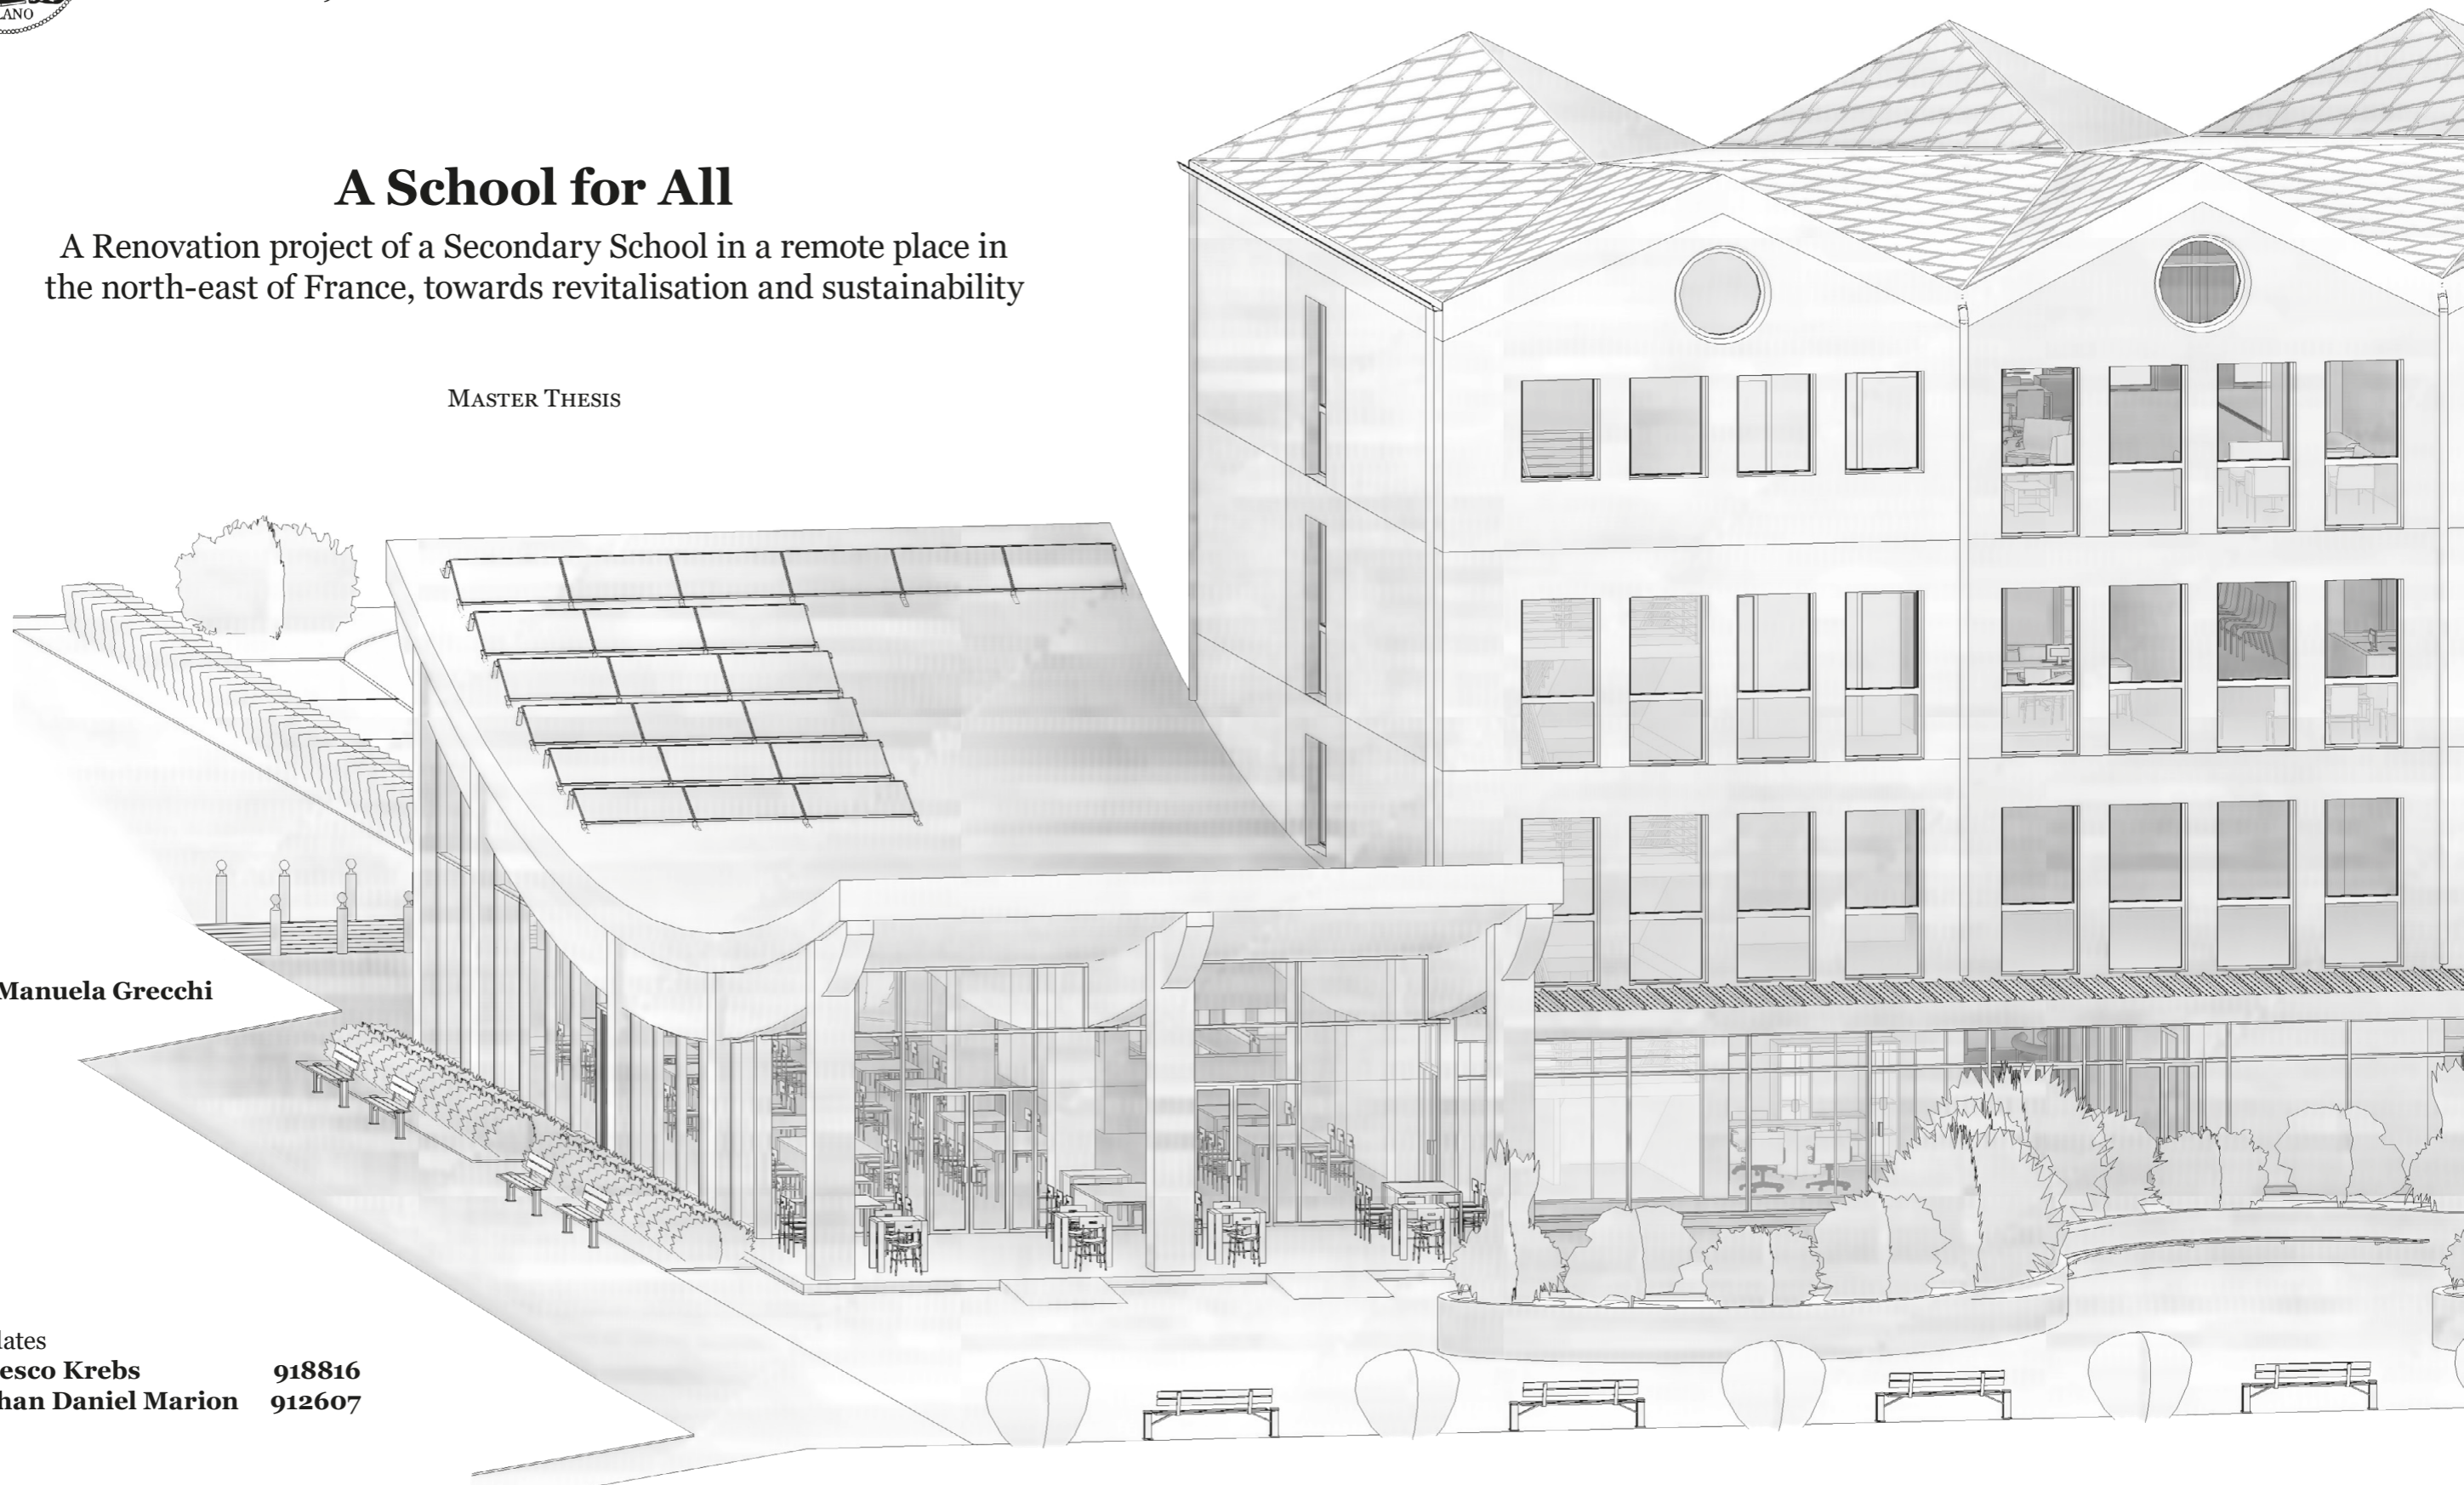 LANO
A School for All
A Renovation project of a Secondary School in a remote place in
the north-east of France, towards revitalisation and sustainability
Master Thesis
Manuela Grecchi
lates
esco Krebs 918816
han Daniel Marion 912607